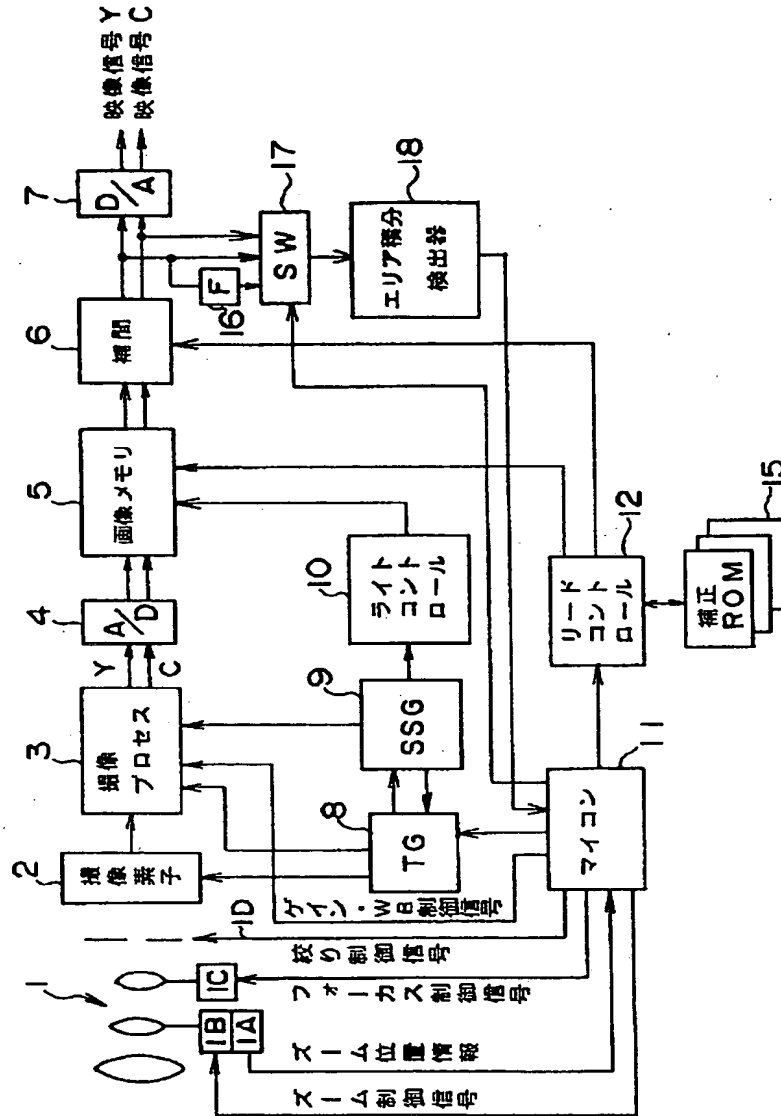 1
ズーム制御信号
ズーム位置情報
1B
1A
フォーカス制御信号
1C
絞り制御信号
1D
ゲイン・WB制御信号
2
撮像
素子
3
撮像
プロセス
Y
C
4
A/D
5
画像メモリ
6
補間
7
D/A
映像信号 Y
映像信号 C
8
TG
9
SSG
10
ライト
コント
ロール
F
16
SW
17
エリア積分
検出器
18
マイコン
11
リード
コント
ロール
12
補正
ROM
15